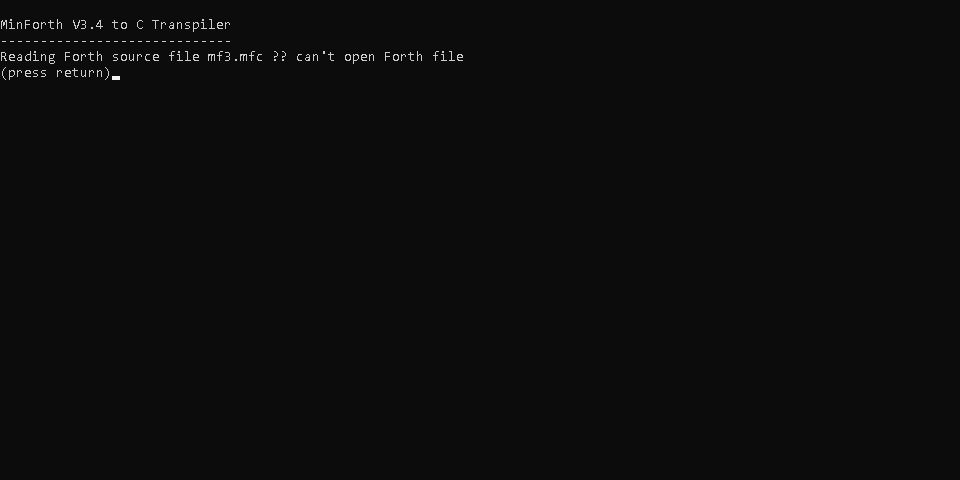 MinForth V3.4 to C Transpiler
-----------------------------
Reading Forth source file mf3.mfc ?? can't open Forth file
(press return)